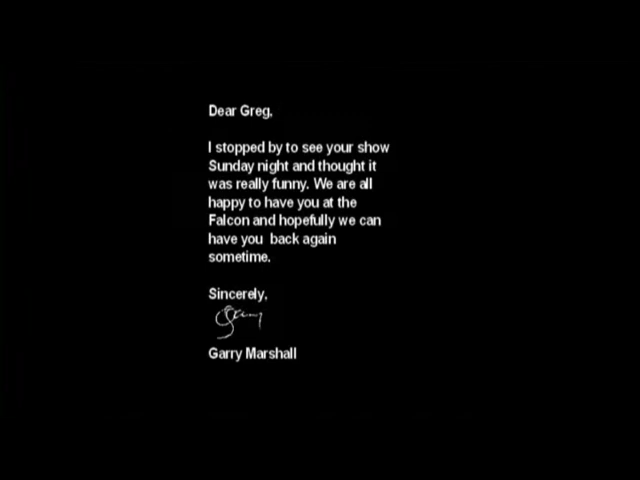 Dear Greg,
I stopped by to see your show
Sunday night and thought it
was really funny. We are all
happy to have you at the
Falcon and hopefully we can
have you  back again
sometime.
Sincerely,
Garry
Garry Marshall